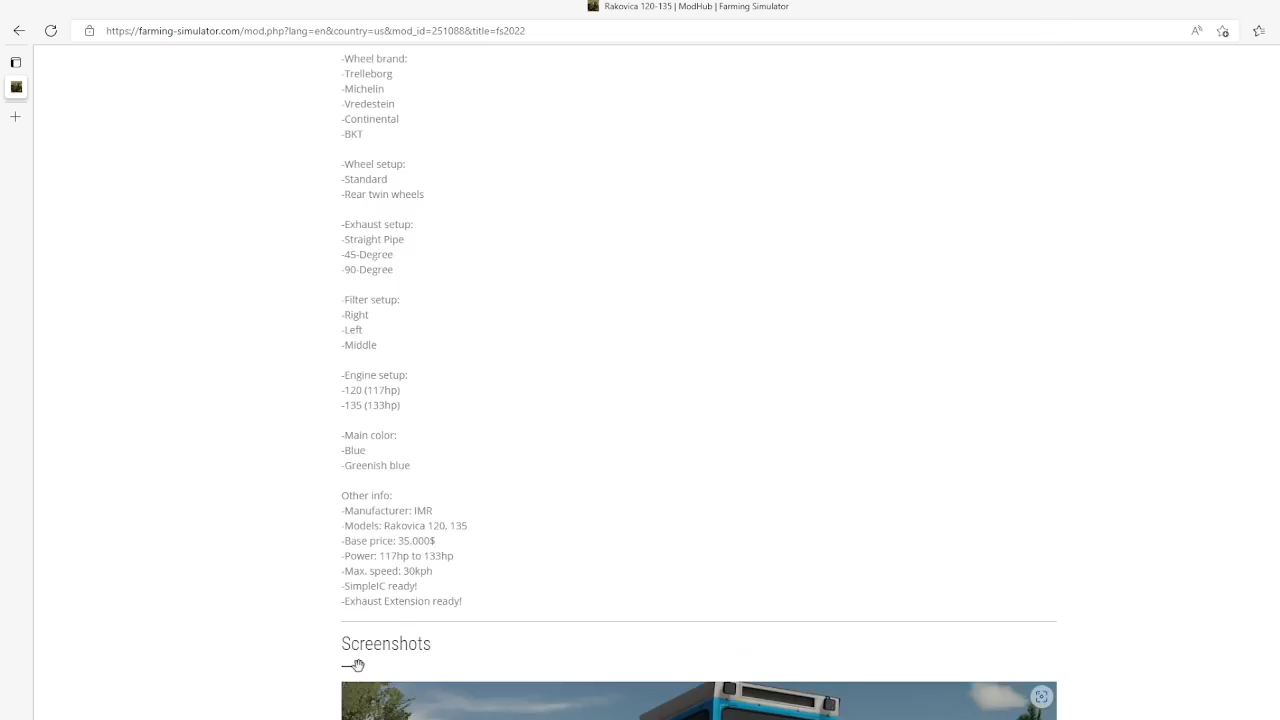 Rakovica 120-135 | ModHub | Farming Simulator
https://farming-simulator.com/mod.php?lang=en&country=us&mod_id=251088&title=fs2022
-Wheel brand:
-Trelleborg
-Michelin
-Vredestein
-Continental
-BKT
-Wheel setup:
-Standard
-Rear twin wheels
-Exhaust setup:
-Straight Pipe
-45-Degree
-90-Degree
-Filter setup:
-Right
-Left
-Middle
-Engine setup:
-120 (117hp)
-135 (133hp)
-Main color:
-Blue
-Greenish blue
Other info:
-Manufacturer: IMR
-Models: Rakovica 120, 135
-Base price: 35.000$
-Power: 117hp to 133hp
-Max. speed: 30kph
-SimpleIC ready!
-Exhaust Extension ready!
Screenshots